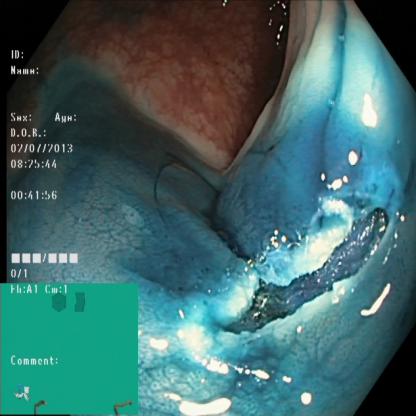 ID:
Name:
Sex: Age:
D.O.B.:
02/07/2013
08:25:44
00:41:56
■■■/■■■
0/1
Eh:A1 Cm:1
Comment: